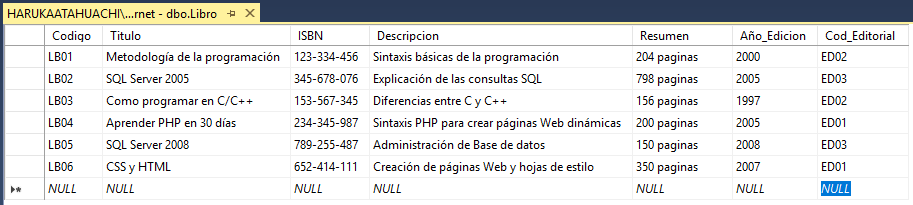 HARUKAATAHUACHI\...rnet - dbo.Libro
Codigo Titulo ISBN Descripcion Resumen Año_Edicion Cod_Editorial
LB01 Metodología de la programación 123-334-456 Sintaxis básicas de la programación 204 paginas 2000 ED02
LB02 SQL Server 2005 345-678-076 Explicación de las consultas SQL 798 paginas 2005 ED03
LB03 Como programar en C/C++ 153-567-345 Diferencias entre C y C++ 156 paginas 1997 ED02
LB04 Aprender PHP en 30 días 234-345-987 Sintaxis PHP para crear páginas Web dinámicas 200 paginas 2005 ED01
LB05 SQL Server 2008 789-255-487 Administración de Base de datos 150 paginas 2008 ED03
LB06 CSS y HTML 652-414-111 Creación de páginas Web y hojas de estilo 350 paginas 2007 ED01
NULL NULL NULL NULL NULL NULL NULL